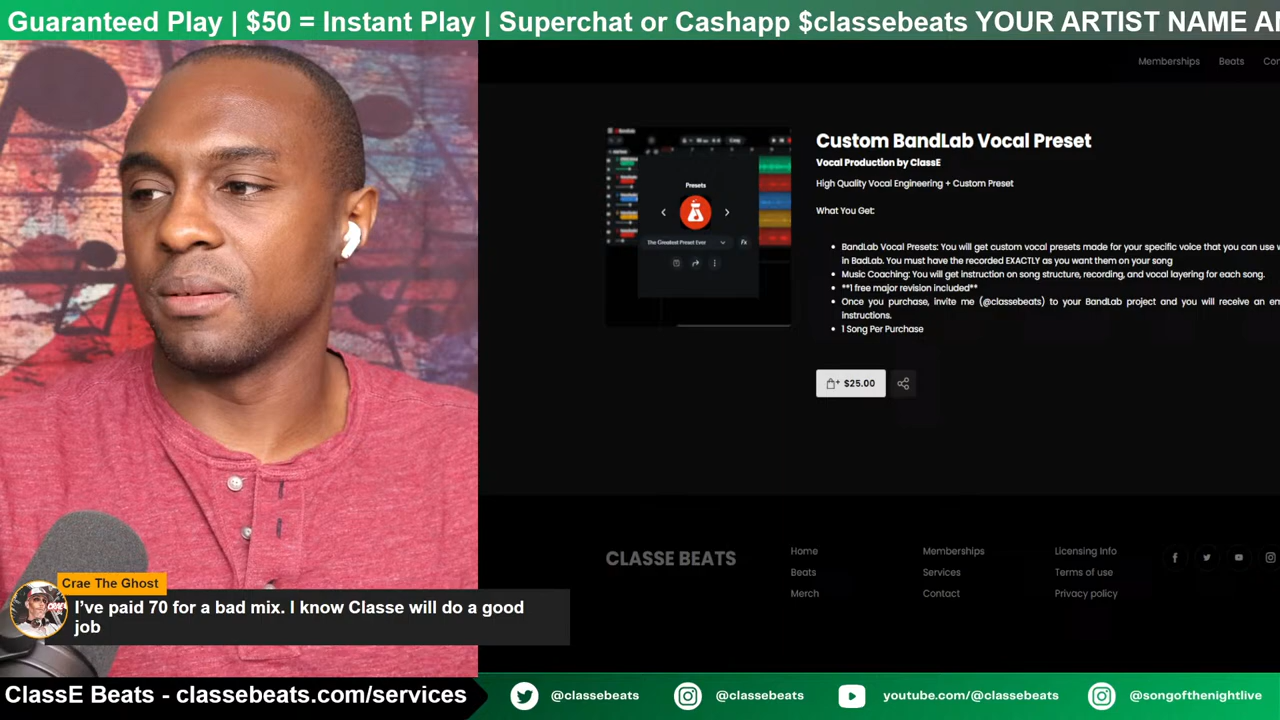 Guaranteed Play | $50 = Instant Play | Superchat or Cashapp $classebeats YOUR ARTIST NAME
Memberships Beats
Presets
The Greatest Preset Ever
Fx
Custom BandLab Vocal Preset
Vocal Production by ClassE
High Quality Vocal Engineering + Custom Preset
What You Get:
BandLab Vocal Presets: You will get custom vocal presets made for your specific voice that you can use
in BadLab. You must have the recorded EXACTLY as you want them on your song
Music Coaching: You will get instruction on song structure, recording, and vocal layering for each song.
**1 free major revision included**
Once you purchase, invite me (@classebeats) to your BandLab project and you will receive an
instructions.
1 Song Per Purchase
$25.00
CLASSE BEATS
Home Memberships Licensing Info
Beats Services Terms of use
Merch Contact Privacy policy
Crae The Ghost
I've paid 70 for a bad mix. I know Classe will do a good
job
ClassE Beats - classebeats.com/services @classebeats @classebeats youtube.com/@classebeats @songofthenightlive